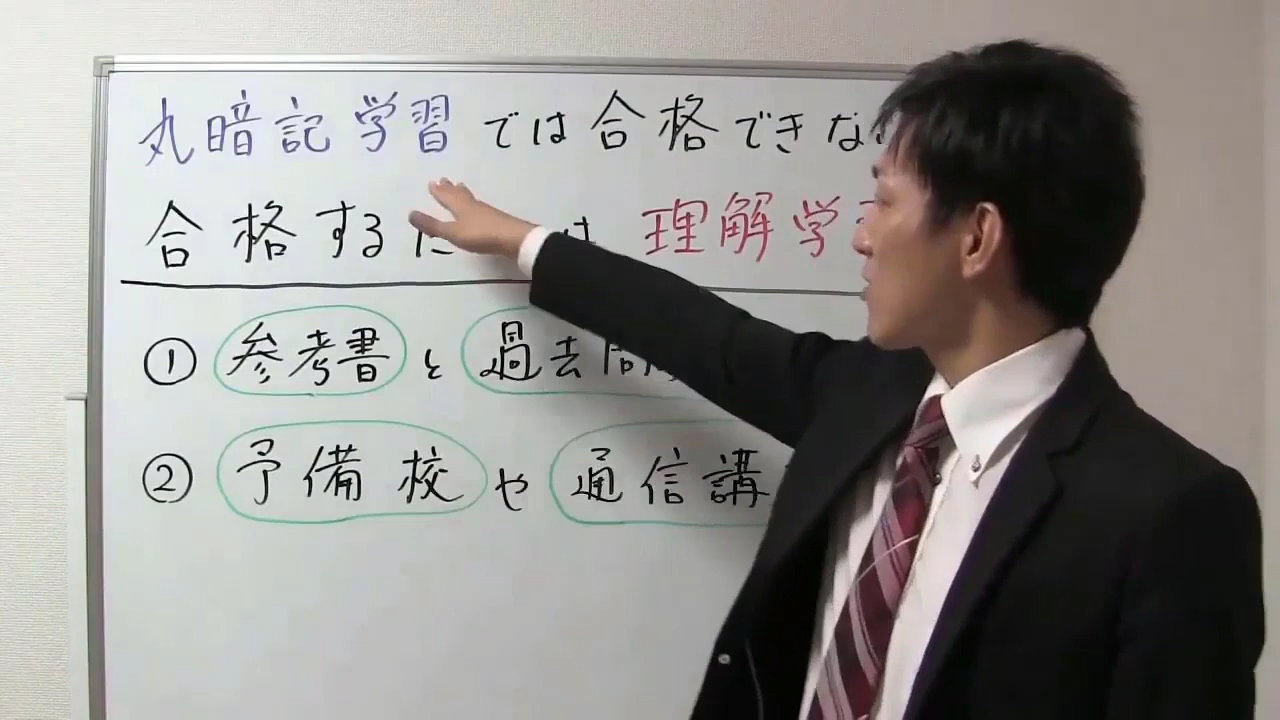 丸暗記学習では合格できな
合格するには 理解学
① 参考書と過去問
② 予備校や通信講